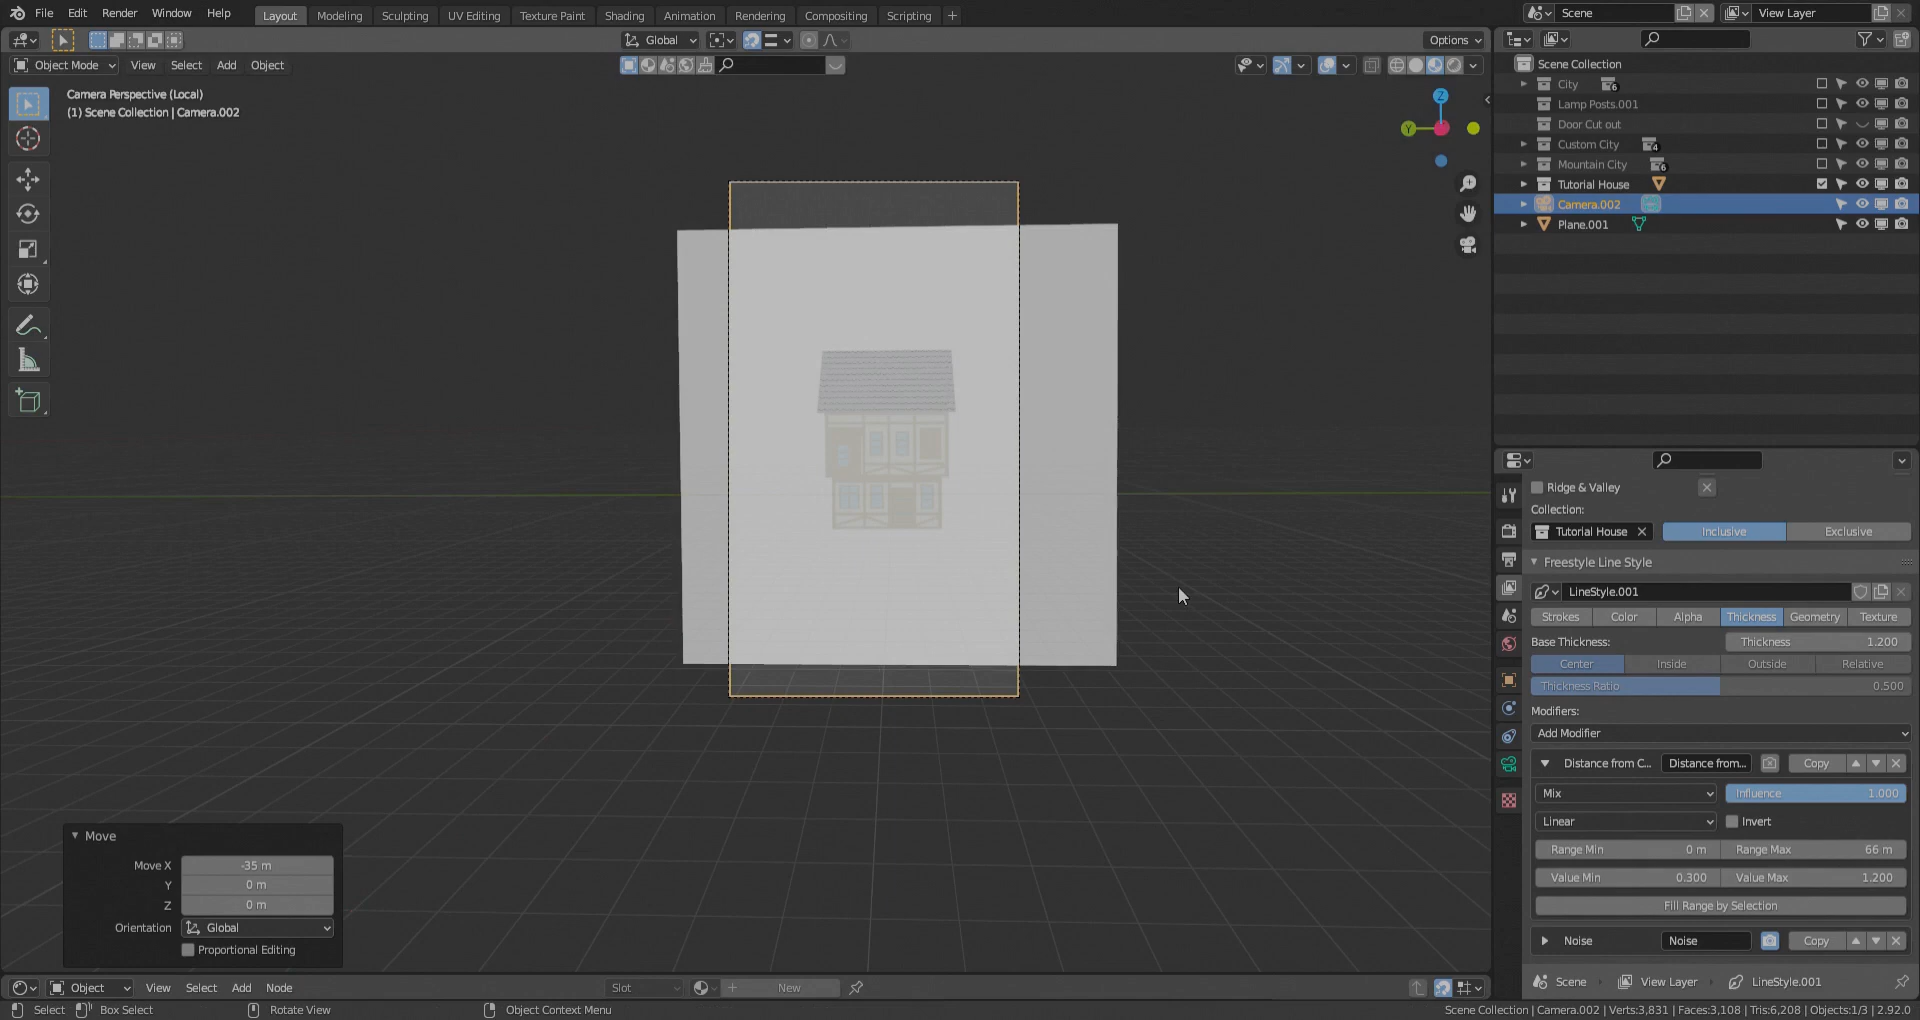 File Edit Render Window Help Layout Modeling Sculpting UV Editing Texture Paint Shading Animation Rendering Compositing Scripting + Scene View Layer
Global Options
Object Mode View Select Add Object
Camera Perspective (Local)
(1) Scene Collection | Camera.002
Z
Y
Scene Collection
City 6
Lamp Posts.001
Door Cut out
Custom City 4
Mountain City 6
Tutorial House
Camera.002
Plane.001
Ridge & Valley
Collection:
Tutorial House Inclusive Exclusive
Freestyle Line Style
LineStyle.001
Strokes Color Alpha Thickness Geometry Texture
Base Thickness: Thickness 1.200
Center Inside Outside Relative
Thickness Ratio 0.500
Modifiers:
Add Modifier
Distance from C... Distance from... Copy
Mix Influence 1.000
Linear Invert
Range Min 0 m Range Max 66 m
Value Min 0.300 Value Max 1.200
Fill Range by Selection
Noise Noise Copy
Scene View Layer LineStyle.001
Move
Move X -35 m
Y 0 m
Z 0 m
Orientation Global
Proportional Editing
Object View Select Add Node Slot New
Select Box Select Rotate View Object Context Menu Scene Collection | Camera.002 | Verts:3,831 | Faces:3,108 | Tris:6,208 | Objects:1/3 | 2.92.0